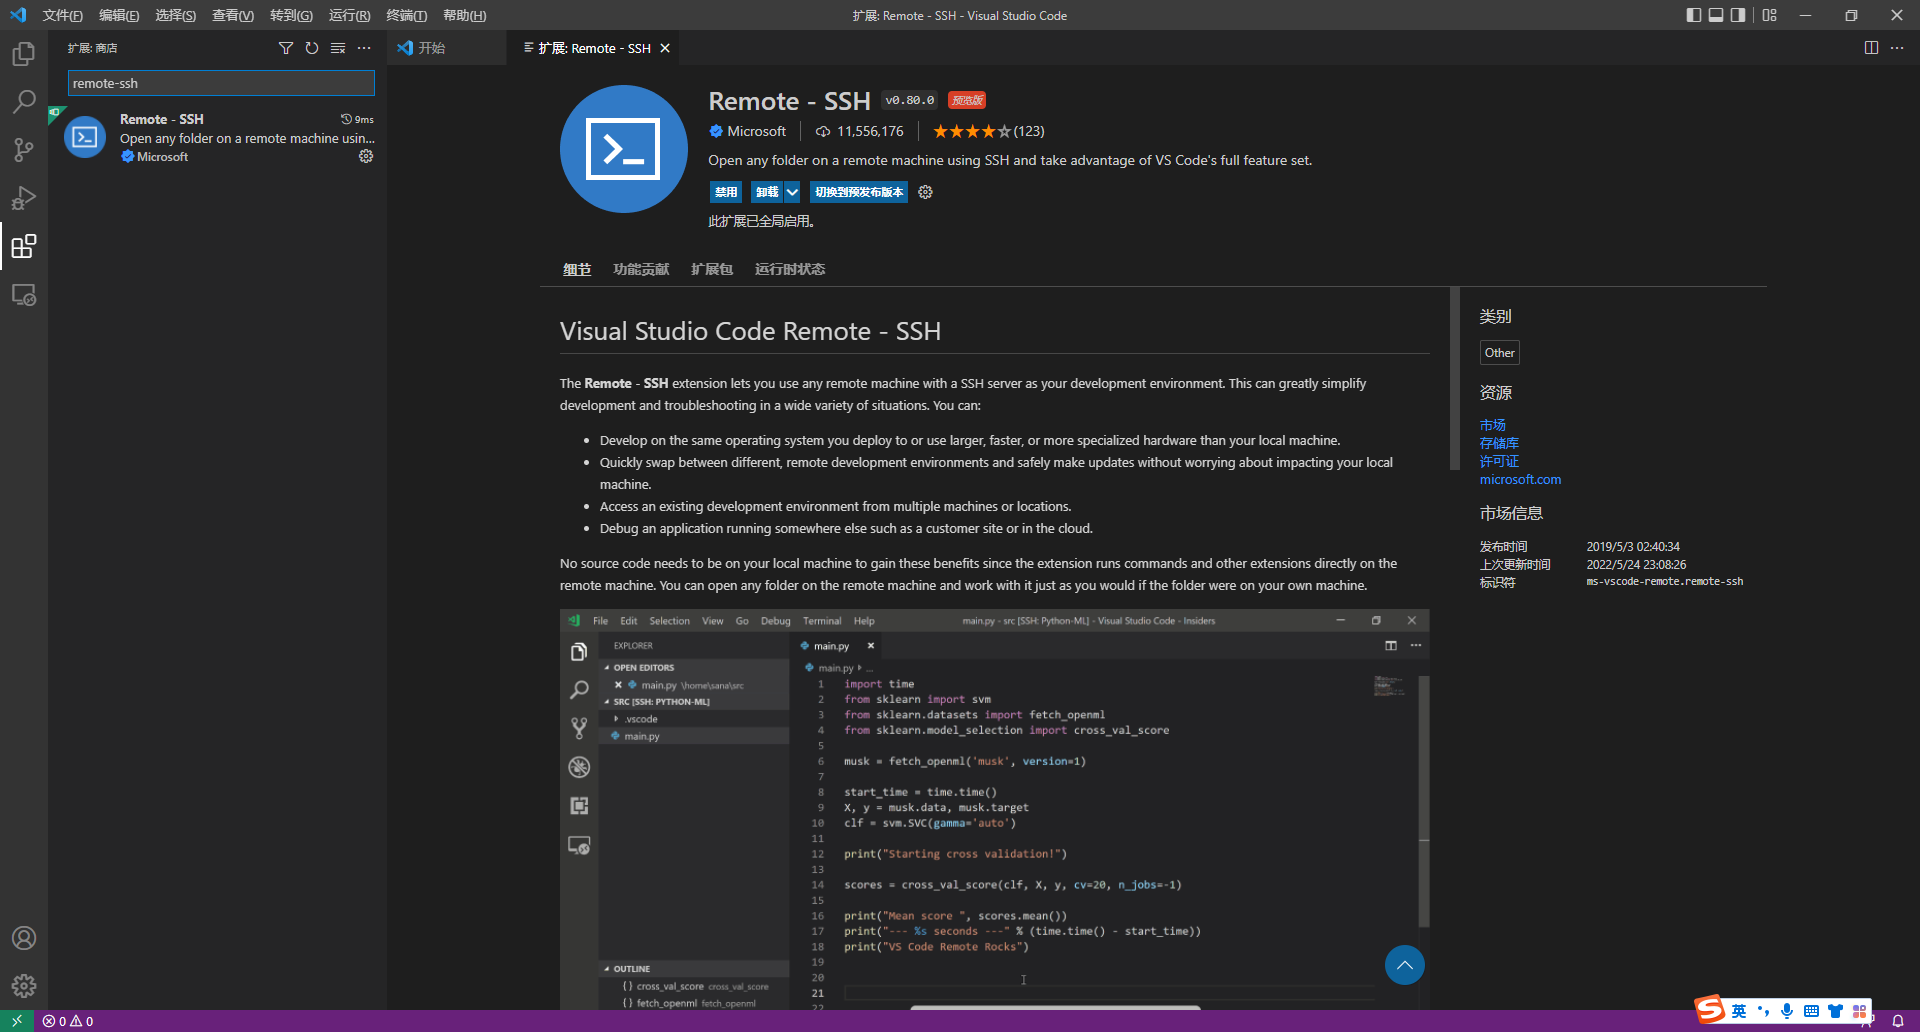 文件(F) 编辑(E) 选择(S) 查看(V) 转到(G) 运行(R) 终端(T) 帮助(H)
扩展: Remote - SSH - Visual Studio Code
扩展: 商店
开始
扩展: Remote - SSH
remote-ssh
Remote - SSH
9ms
Open any folder on a remote machine usin...
Microsoft
Remote - SSH v0.80.0 预览版
Microsoft 11,556,176 (123)
Open any folder on a remote machine using SSH and take advantage of VS Code's full feature set.
禁用 卸载 切换到预发布版本
此扩展已全局启用。
细节 功能贡献 扩展包 运行时状态
Visual Studio Code Remote - SSH
The Remote - SSH extension lets you use any remote machine with a SSH server as your development environment. This can greatly simplify
development and troubleshooting in a wide variety of situations. You can:
• Develop on the same operating system you deploy to or use larger, faster, or more specialized hardware than your local machine.
• Quickly swap between different, remote development environments and safely make updates without worrying about impacting your local
machine.
• Access an existing development environment from multiple machines or locations.
• Debug an application running somewhere else such as a customer site or in the cloud.
No source code needs to be on your local machine to gain these benefits since the extension runs commands and other extensions directly on the
remote machine. You can open any folder on the remote machine and work with it just as you would if the folder were on your own machine.
File Edit Selection View Go Debug Terminal Help
main.py - src [SSH: Python-ML] - Visual Studio Code - Insiders
EXPLORER
OPEN EDITORS
main.py \home\sana\src
SRC [SSH: PYTHON-ML]
.vscode
main.py
OUTLINE
{} cross_val_score cross_val_score
{} fetch_openml fetch_openml
main.py
main.py ...
1 import time
2 from sklearn import svm
3 from sklearn.datasets import fetch_openml
4 from sklearn.model_selection import cross_val_score
5
6 musk = fetch_openml('musk', version=1)
7
8 start_time = time.time()
9 X, y = musk.data, musk.target
10 clf = svm.SVC(gamma='auto')
11
12 print("Starting cross validation!")
13
14 scores = cross_val_score(clf, X, y, cv=20, n_jobs=-1)
15
16 print("Mean score ", scores.mean())
17 print("--- %s seconds ---" % (time.time() - start_time))
18 print("VS Code Remote Rocks")
19
20
21
22
类别
Other
资源
市场
存储库
许可证
microsoft.com
市场信息
发布时间 2019/5/3 02:40:34
上次更新时间 2022/5/24 23:08:26
标识符 ms-vscode-remote.remote-ssh
0 0
S 英